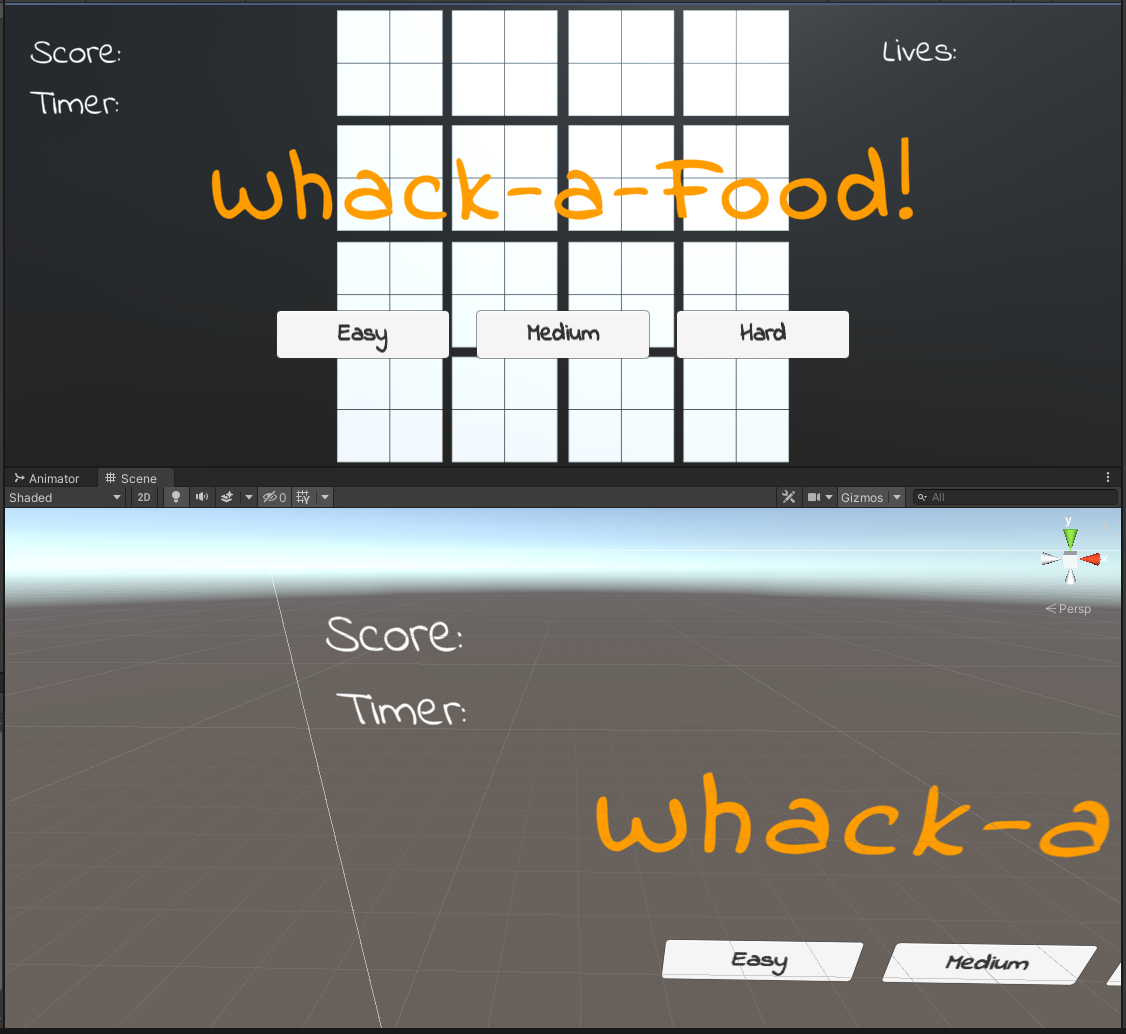 Score:
Lives:
Timer:
Whack-a-Food!
Easy
Medium
Hard
Animator
Scene
Shaded
2D
0
Gizmos
All
y
Persp
Score:
Timer:
Whack-a
Easy
Medium